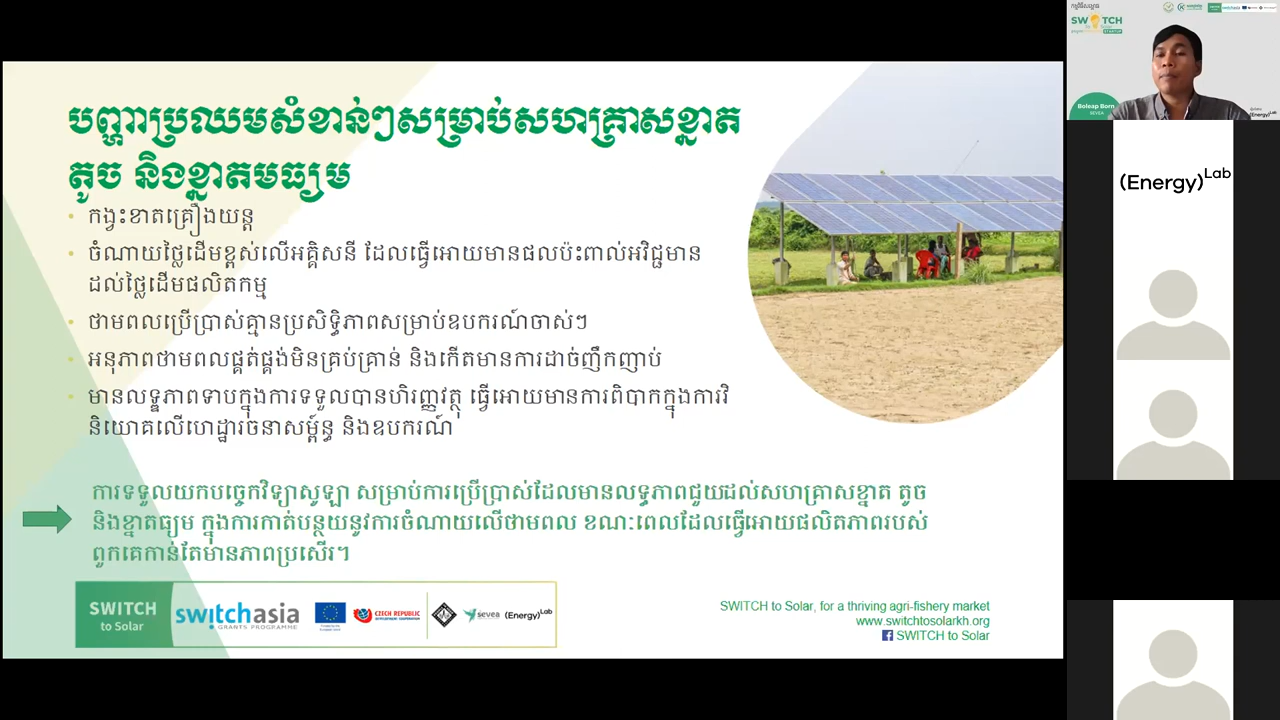 បញ្ហាប្រឈមសំខាន់ៗសម្រាប់សហគ្រាសខ្នាត
តូច និងខ្នាតមធ្យម
• កង្វះខាតគ្រឿងយន្ត
• ចំណាយថ្លៃដើមខ្ពស់លើអគ្គិសនី ដែលធ្វើអោយមានផលប៉ះពាល់អវិជ្ជមាន
ដល់ថ្លៃដើមផលិតកម្ម
• ថាមពលប្រើប្រាស់គ្មានប្រសិទ្ធិភាពសម្រាប់ឧបករណ៍ចាស់ៗ
• អនុភាពថាមពលផ្គត់ផ្គង់មិនគ្រប់គ្រាន់ និងកើតមានការដាច់ញឹកញាប់
• មានលទ្ឌភាពទាបក្នុងការទទួលបានហិរញ្ញវត្ថុ ធ្វើអោយមានការពិបាកក្នុងការវិ
និយោគលើហេដ្ឋារចនាសម្ព័ន្ធ និងឧបករណ៍
ការទទួលយកបច្ចេកវិទ្យាសូឡា សម្រាប់ការប្រើប្រាស់ដែលមានលទ្ធភាពជួយដល់សហគ្រាសខ្នាត តូច
និងខ្នាតធ្យម ក្នុងការកាត់បន្ថយនូវការចំណាយលើថាមពល ខណៈពេលដែលធ្វើអោយផលិតភាពរបស់
ពួកគេកាន់តែមានភាពប្រសើរ។
SWITCH
to Solar
switchasia
GRANTS PROGRAMME
CZECH REPUBLIC
sevea
(Energy)Lab
SWITCH to Solar, for a thriving agri-fishery market
www.switchtosolarkh.org
SWITCH to Solar
SWITCH
STARTUP
Boleap Born
SEVEA
(Energy)Lab
(Energy)Lab